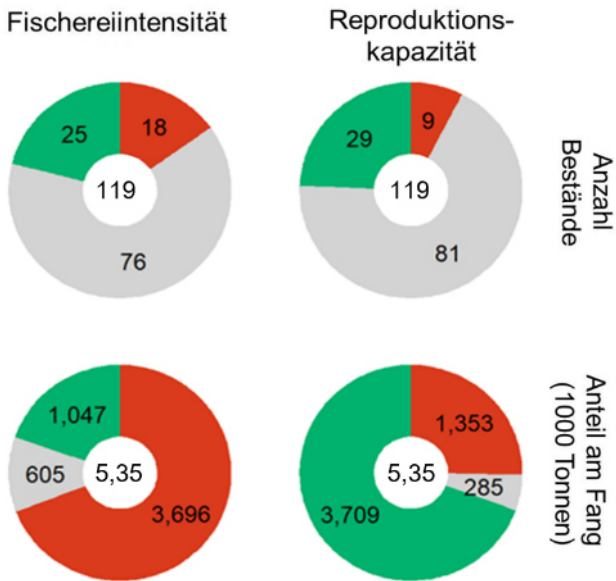 Fischereiintensität
Reproduktions-
kapazität
25
18
119
76
29
9
119
81
Anzahl
Bestände
1,047
605
5,35
3,696
1,353
285
5,35
3,709
Anteil am Fang
(1000 Tonnen)